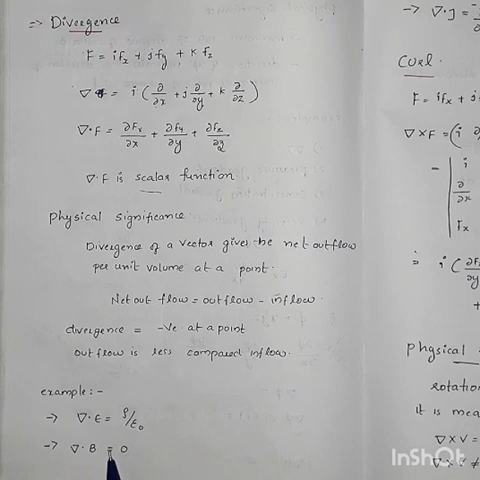 => Divergence
F = ifx + jfy + k fz
∇ = i ( ∂/∂x + j ∂/∂y + k ∂/∂z )
∇·F = ∂Fx/∂x + ∂Fy/∂y + ∂Fz/∂z
∇·F is scalar function.
physical significance:
Divergence of a vector gives the net outflow
per unit volume at a point.
Net out flow = outflow - inflow.
divergence = -ve at a point
out flow is less compared inflow.
example:-
-> ∇·E = ρ/ε₀
-> ∇·B = 0
-> ∇·J = -
CURL.
F = ifx + j
∇×F = (i ∂
- | i
∂/∂x
Fx
= i (∂F
∂y
+
physical
rotation
it is mea
∇×V =
∇×V ≠
InShOt